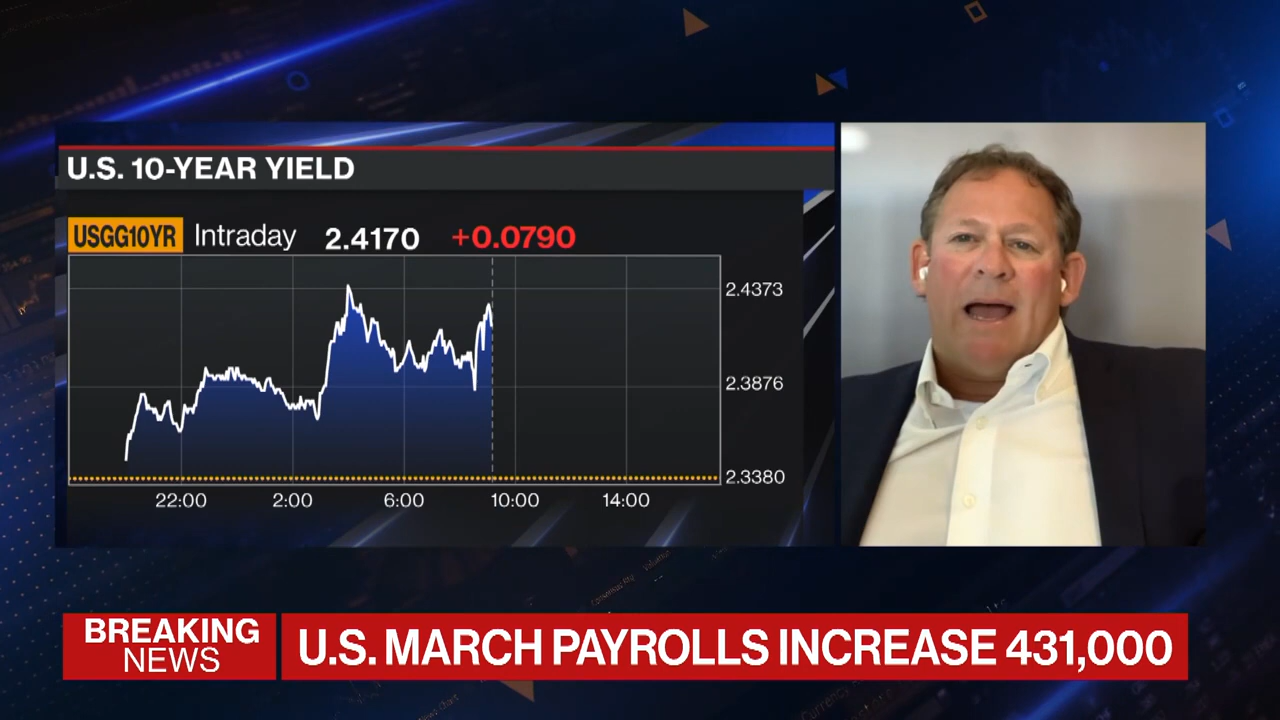 U.S. 10-YEAR YIELD
USGG10YR Intraday 2.4170 +0.0790
2.4373
2.3876
2.3380
22:00 2:00 6:00 10:00 14:00
BREAKING NEWS
U.S. MARCH PAYROLLS INCREASE 431,000